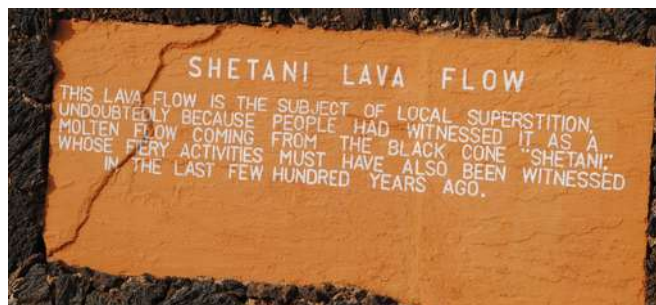 SHETANI LAVA FLOW
THIS LAVA FLOW IS THE SUBJECT OF LOCAL SUPERSTITION,
UNDOUBTEDLY BECAUSE PEOPLE HAD WITNESSED IT AS A
MOLTEN FLOW COMING FROM THE BLACK CONE "SHETANI,"
WHOSE FIERY ACTIVITIES MUST HAVE ALSO BEEN WITNESSED
IN THE LAST FEW HUNDRED YEARS AGO.